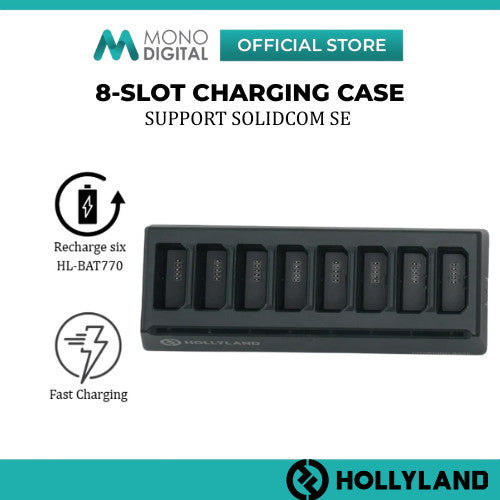 MONO
DIGITAL
OFFICIAL STORE
8-SLOT CHARGING CASE
SUPPORT SOLIDCOM SE
Recharge six
HL-BAT770
HOLLYLAND
Fast Charging
HOLLYLAND